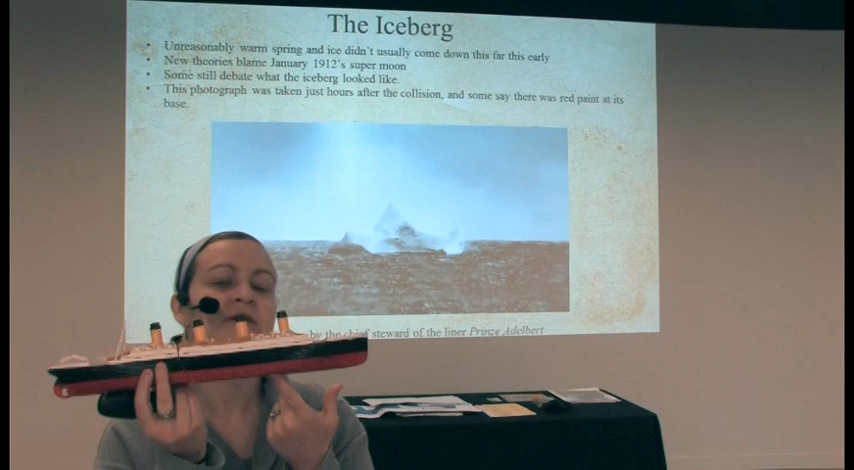 The Iceberg
• Unreasonably warm spring and ice didn't usually come down this far this early
• New theories blame January 1912's super moon
• Some still debate what the iceberg looked like.
• This photograph was taken just hours after the collision, and some say there was red paint at its
base.
by the chief steward of the liner Prinze Adelbert